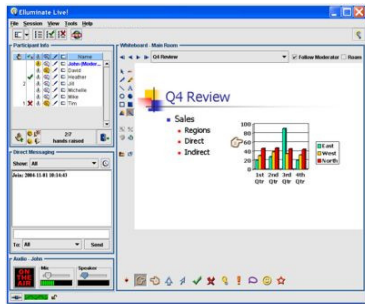 Elluminate Live!
File Session View Tools Help
Participant Info
Name
John (Moder...
David
Heather
2 Jill
Michelle
Mike
1 Tim
2/7
hands raised
Direct Messaging
Show: All
John: 2004-11-01 10:14:43
To: All
Send
Audio - John
ON THE AIR
Mic
Speaker
Whiteboard - Main Room
Q4 Review
Follow Moderator
Room
Q4 Review
Sales
Regions
Direct
Indirect
100
80
60
40
20
0
1st 2nd 3rd 4th
Qtr Qtr Qtr Qtr
East
West
North